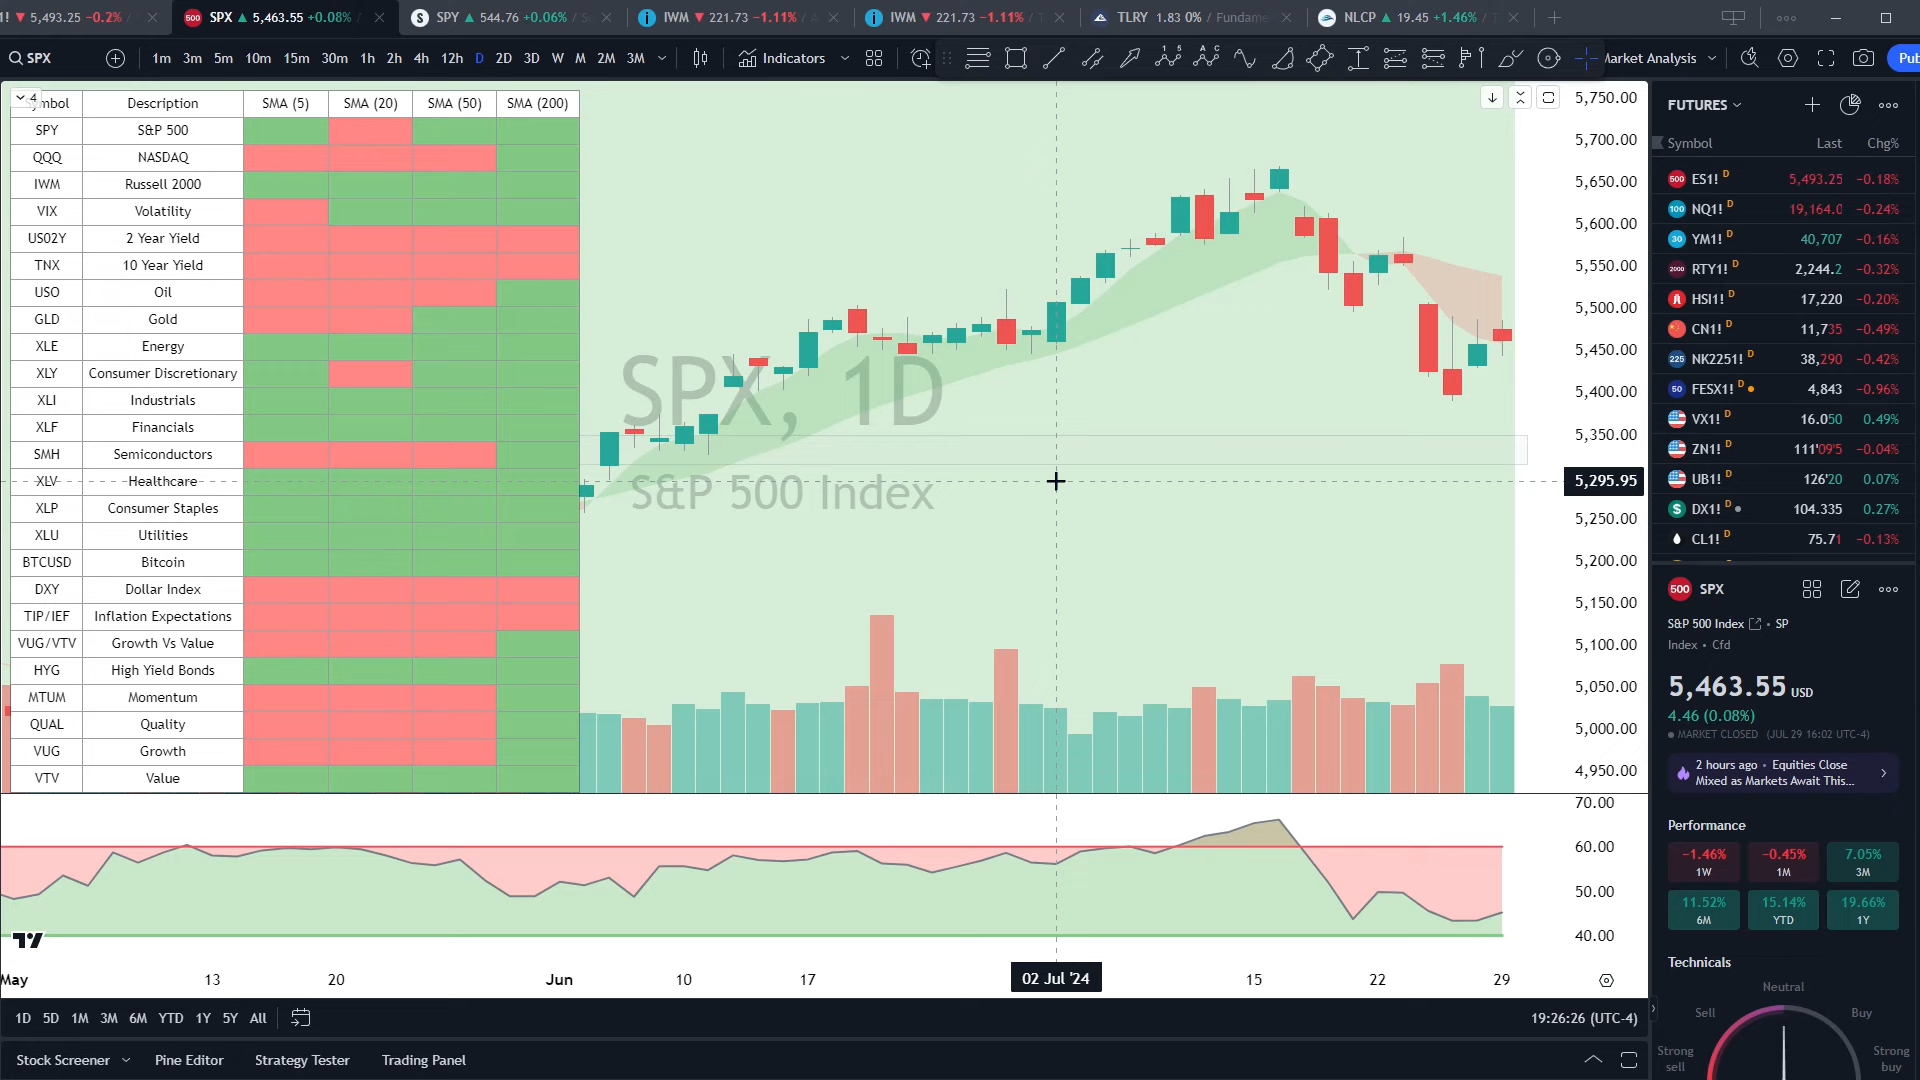 1! ▼ 5,493.25 −0.2% /
500 SPX ▲ 5,463.55 +0.08%
S SPY ▲ 544.76 +0.06% /
i IWM ▼ 221.73 −1.11% /
i IWM ▼ 221.73 −1.11% /
TLRY 1.83 0% / Fundame
NLCP ▲ 19.45 +1.46% /
SPX
1m 3m 5m 10m 15m 30m 1h 2h 4h 12h D 2D 3D W M 2M 3M
Indicators
Market Analysis
Pub
4
Symbol Description SMA (5) SMA (20) SMA (50) SMA (200)
SPY S&P 500
QQQ NASDAQ
IWM Russell 2000
VIX Volatility
US02Y 2 Year Yield
TNX 10 Year Yield
USO Oil
GLD Gold
XLE Energy
XLY Consumer Discretionary
XLI Industrials
XLF Financials
SMH Semiconductors
XLV Healthcare
XLP Consumer Staples
XLU Utilities
BTCUSD Bitcoin
DXY Dollar Index
TIP/IEF Inflation Expectations
VUG/VTV Growth Vs Value
HYG High Yield Bonds
MTUM Momentum
QUAL Quality
VUG Growth
VTV Value
SPX, 1D
S&P 500 Index
5,750.00
5,700.00
5,650.00
5,600.00
5,550.00
5,500.00
5,450.00
5,400.00
5,350.00
5,295.95
5,250.00
5,200.00
5,150.00
5,100.00
5,050.00
5,000.00
4,950.00
70.00
60.00
50.00
40.00
May 13 20 Jun 10 17 02 Jul '24 15 22 29
1D 5D 1M 3M 6M YTD 1Y 5Y All
19:26:26 (UTC-4)
Stock Screener Pine Editor Strategy Tester Trading Panel
FUTURES
Symbol Last Chg%
500 ES1! D 5,493.25 −0.18%
100 NQ1! D 19,164.0 −0.24%
30 YM1! D 40,707 −0.16%
2000 RTY1! D 2,244.2 −0.32%
HSI1! D 17,220 −0.20%
CN1! D 11,735 −0.49%
225 NK2251! D 38,290 −0.42%
50 FESX1! D 4,843 −0.96%
VX1! D 16.050 0.49%
ZN1! D 111'09'5 −0.04%
UB1! D 126'20 0.07%
$ DX1! D 104.335 0.27%
CL1! D 75.71 −0.13%
500 SPX
S&P 500 Index • SP
Index • Cfd
5,463.55 USD
4.46 (0.08%)
MARKET CLOSED (JUL 29 16:02 UTC-4)
2 hours ago • Equities Close
Mixed as Markets Await This...
Performance
−1.46% −0.45% 7.05%
1W 1M 3M
11.52% 15.14% 19.66%
6M YTD 1Y
Technicals
Neutral
Sell Buy
Strong sell
Strong buy